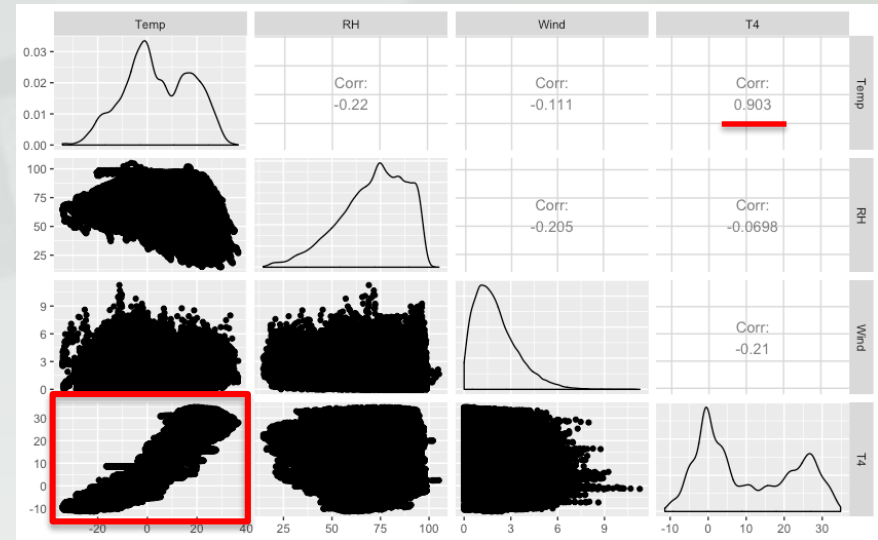 Temp RH Wind T4
0.03
0.02
0.01
0.00
Corr:
-0.22
Corr:
-0.111
Corr:
0.903
Temp
100
75
50
25
Corr:
-0.205
Corr:
-0.0698
RH
9
6
3
0
Corr:
-0.21
Wind
30
20
10
0
-10
T4
-20 0 20 40 25 50 75 100 0 3 6 9 -10 0 10 20 30